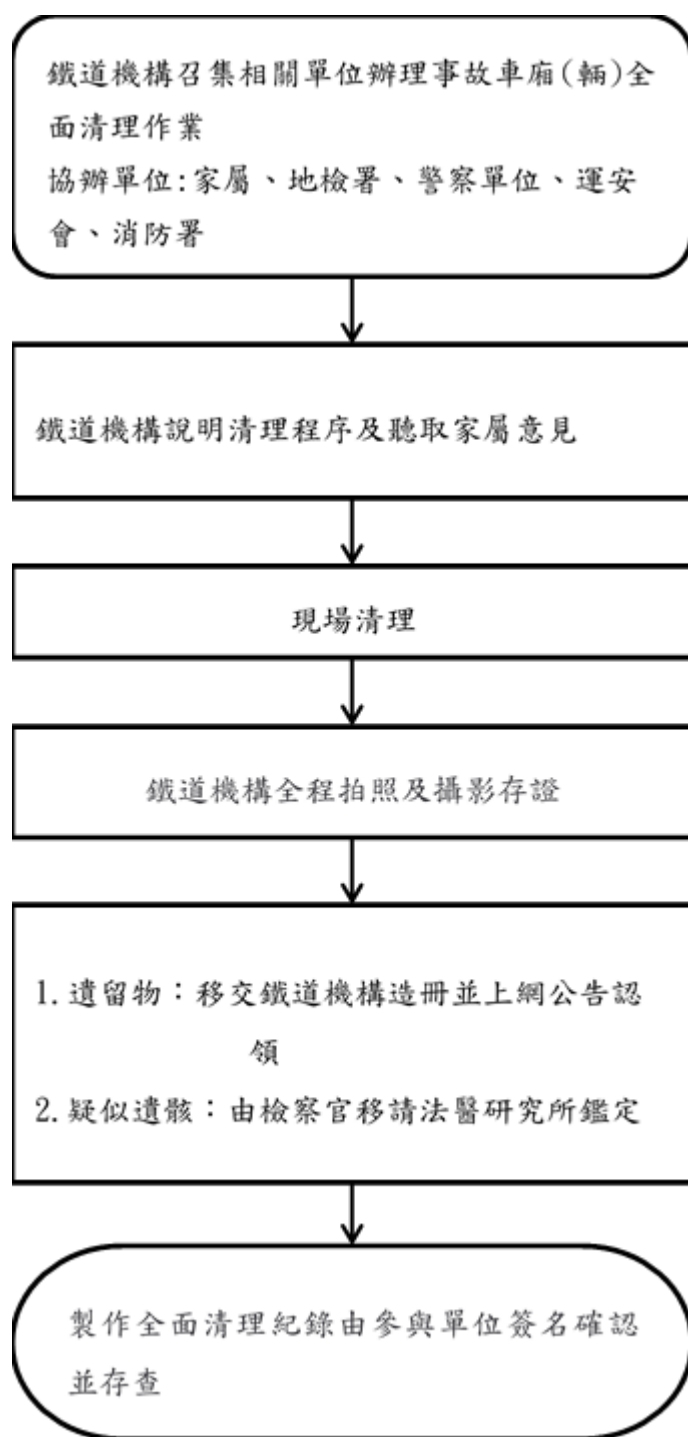 鐵道機構召集相關單位辦理事故車廂(輛)全
面清理作業
協辦單位:家屬、地檢署、警察單位、運安
會、消防署
鐵道機構說明清理程序及聽取家屬意見
現場清理
鐵道機構全程拍照及攝影存證
1.遺留物：移交鐵道機構造冊並上網公告認
領
2.疑似遺骸：由檢察官移請法醫研究所鑑定
製作全面清理紀錄由參與單位簽名確認
並存查